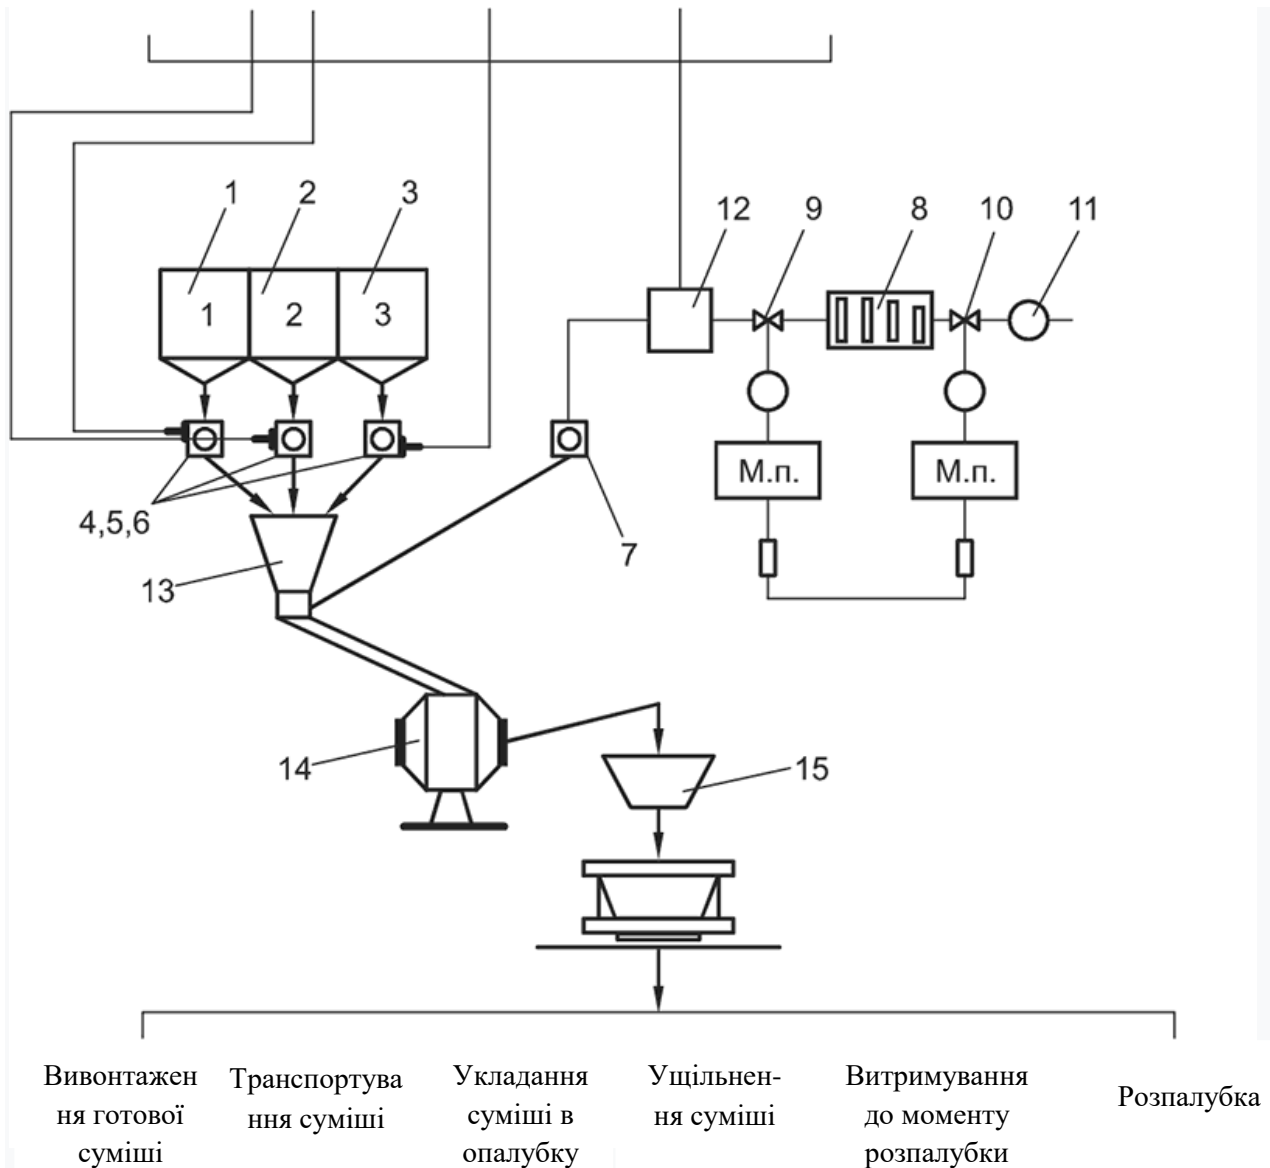 1 2 3
12 9 8 10 11
1 2 3
М.п. М.п.
4,5,6
7
13
14
15
Вивонтажен
ня готової
суміші
Транспортува
ння суміші
Укладання
суміші в
опалубку
Ущільнен-
ня суміші
Витримування
до моменту
розпалубки
Розпалубка